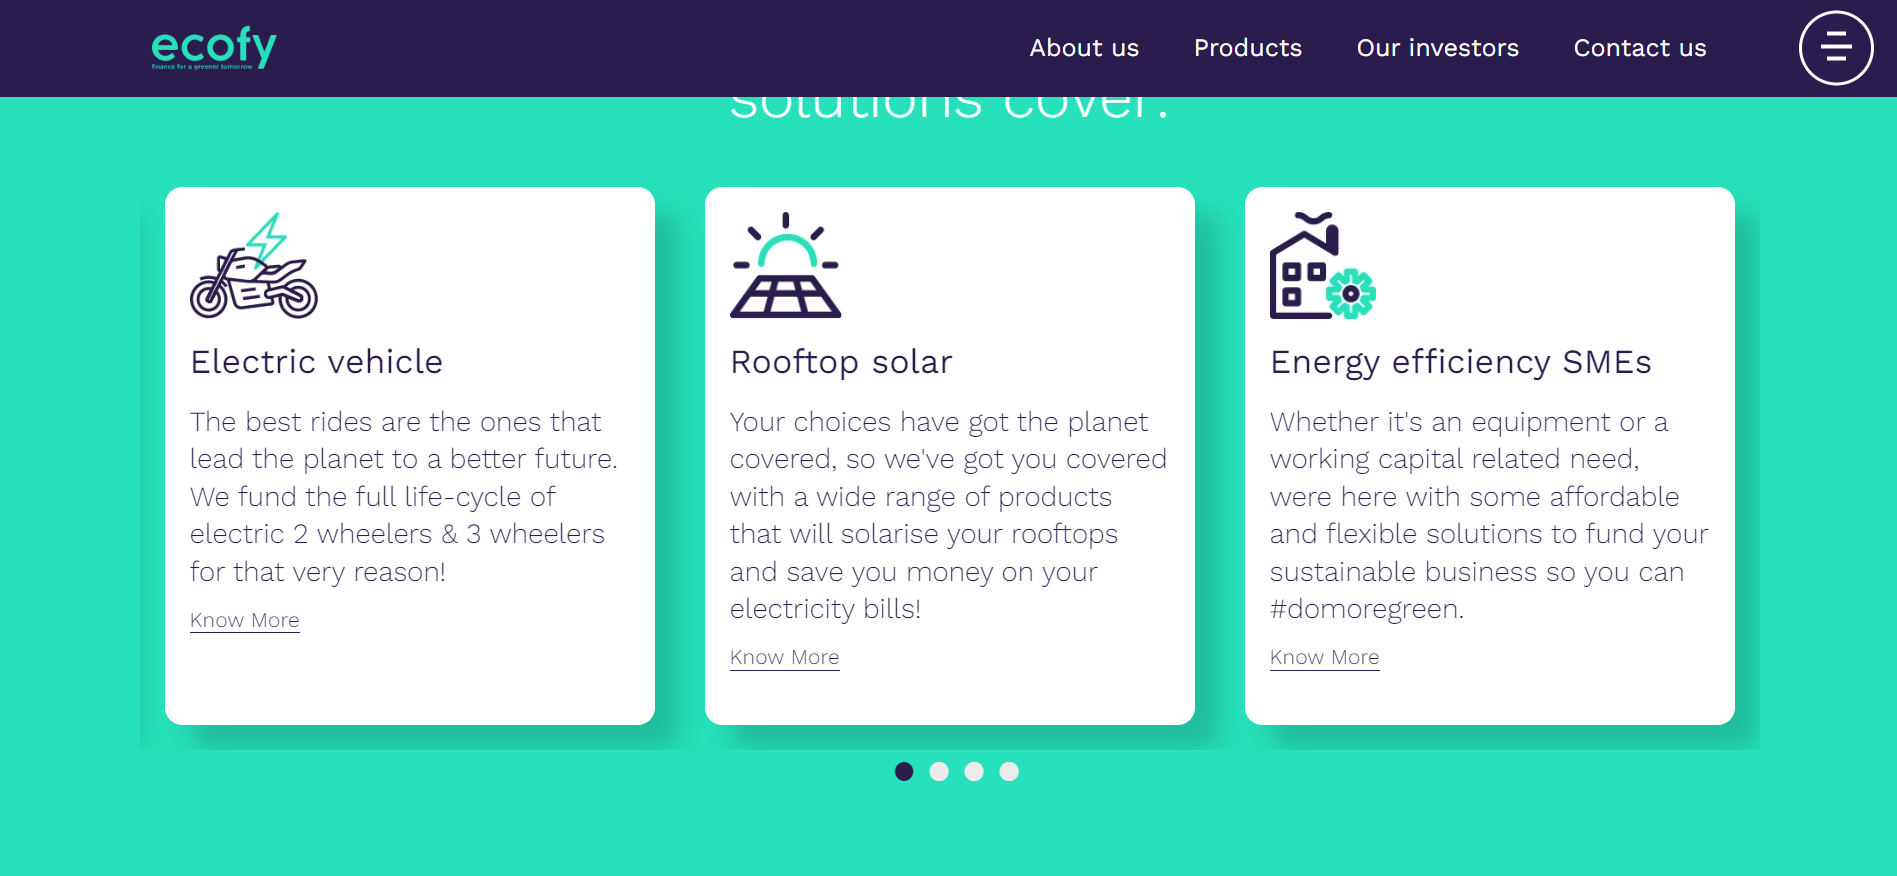 ecofy
finance for a greener tomorrow
About us
Products
Our investors
Contact us
solutions cover:
Electric vehicle
The best rides are the ones that
lead the planet to a better future.
We fund the full life-cycle of
electric 2 wheelers & 3 wheelers
for that very reason!
Know More
Rooftop solar
Your choices have got the planet
covered, so we've got you covered
with a wide range of products
that will solarise your rooftops
and save you money on your
electricity bills!
Know More
Energy efficiency SMEs
Whether it's an equipment or a
working capital related need,
were here with some affordable
and flexible solutions to fund your
sustainable business so you can
#domoregreen.
Know More